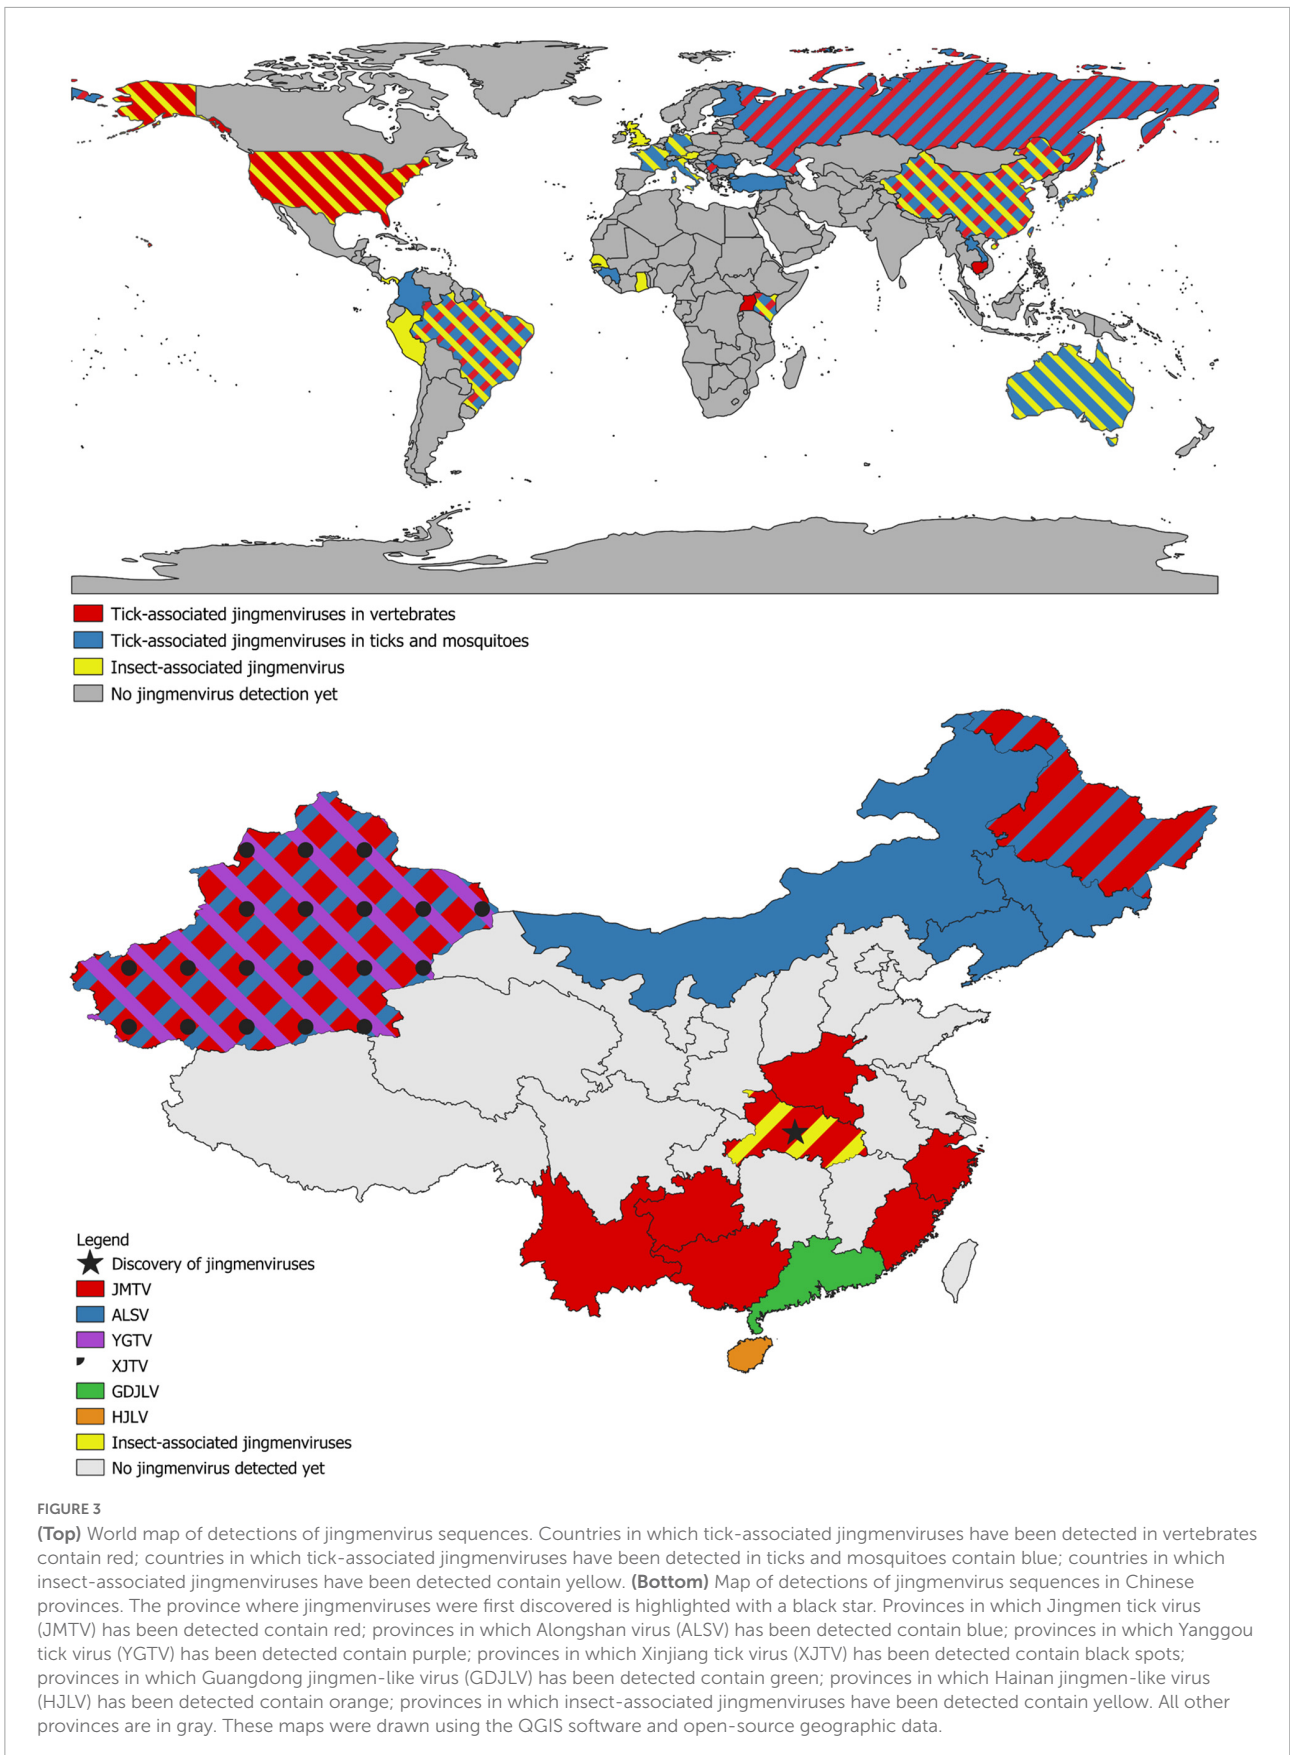 Tick-associated jingmenviruses in vertebrates
Tick-associated jingmenviruses in ticks and mosquitoes
Insect-associated jingmenvirus
No jingmenvirus detection yet
Legend
Discovery of jingmenviruses
JMTV
ALSV
YGTV
XJTV
GDJLV
HJLV
Insect-associated jingmenviruses
No jingmenvirus detected yet
FIGURE 3
(Top) World map of detections of jingmenvirus sequences. Countries in which tick-associated jingmenviruses have been detected in vertebrates
contain red; countries in which tick-associated jingmenviruses have been detected in ticks and mosquitoes contain blue; countries in which
insect-associated jingmenviruses have been detected contain yellow. (Bottom) Map of detections of jingmenvirus sequences in Chinese
provinces. The province where jingmenviruses were first discovered is highlighted with a black star. Provinces in which Jingmen tick virus
(JMTV) has been detected contain red; provinces in which Alongshan virus (ALSV) has been detected contain blue; provinces in which Yanggou
tick virus (YGTV) has been detected contain purple; provinces in which Xinjiang tick virus (XJTV) has been detected contain black spots;
provinces in which Guangdong jingmen-like virus (GDJLV) has been detected contain green; provinces in which Hainan jingmen-like virus
(HJLV) has been detected contain orange; provinces in which insect-associated jingmenviruses have been detected contain yellow. All other
provinces are in gray. These maps were drawn using the QGIS software and open-source geographic data.